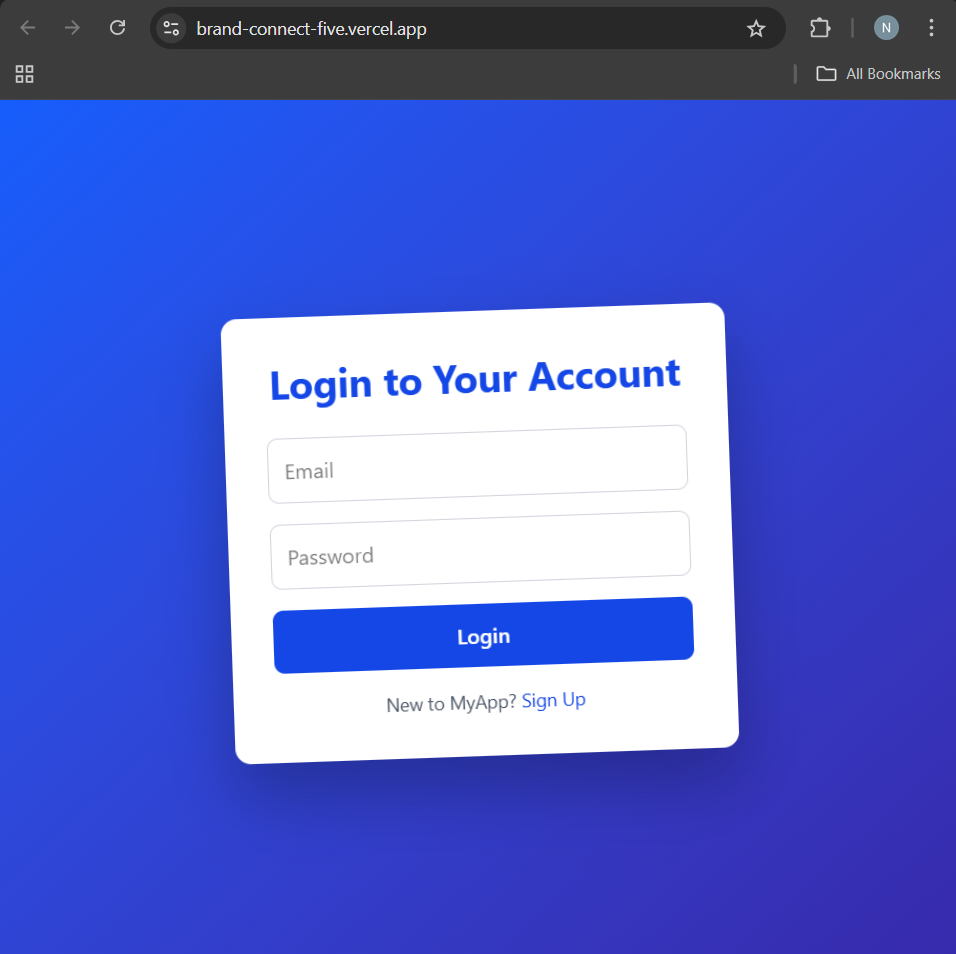 brand-connect-five.vercel.app
N
All Bookmarks
Login to Your Account
Email
Password
Login
New to MyApp? Sign Up